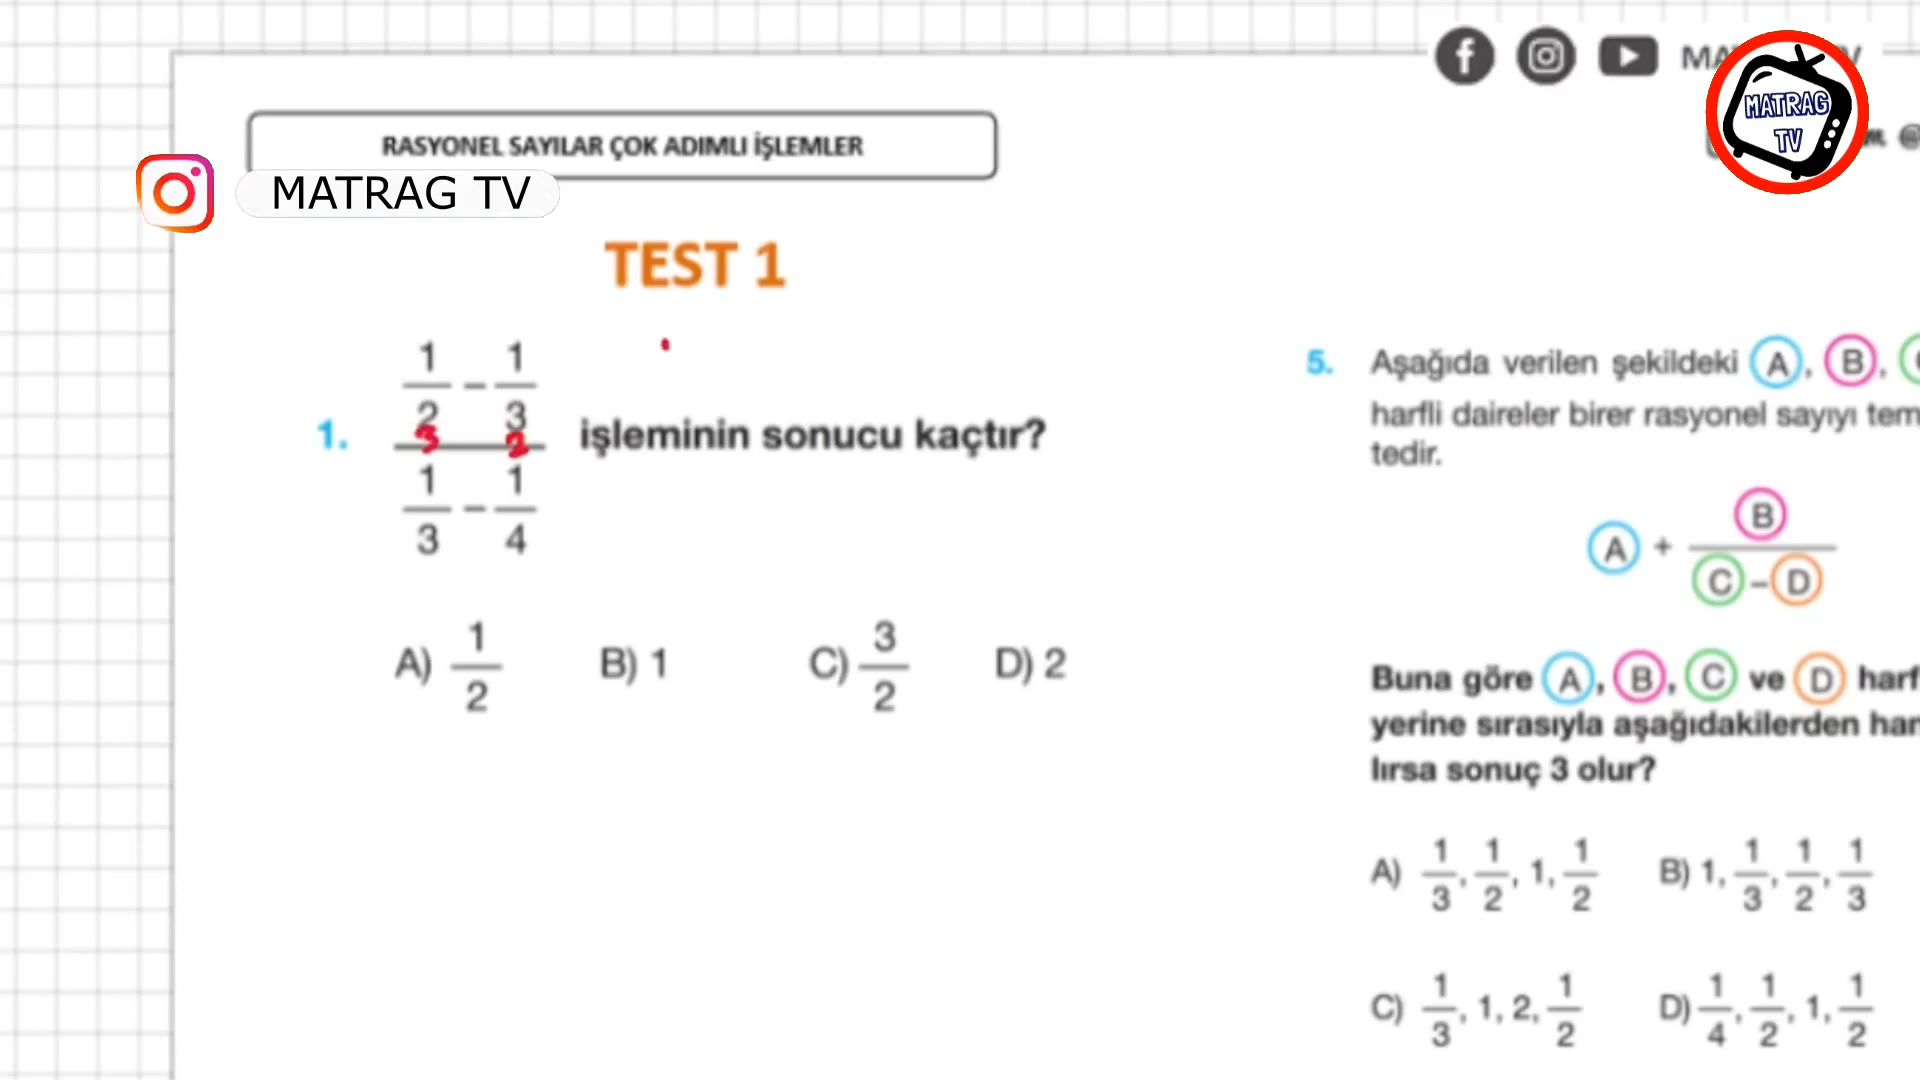 RASYONEL SAYILAR ÇOK ADIMLI İŞLEMLER
MATRAG TV
MATRAG
TV
TEST 1
1. 1/2 - 1/3
3 2
1/3 - 1/4
işleminin sonucu kaçtır?
A) 1/2 B) 1 C) 3/2 D) 2
5. Aşağıda verilen şekildeki A, B,
harfli daireler birer rasyonel sayıyı
tedir.
A + B
C - D
Buna göre A, B, C ve D
yerine sırasıyla aşağıdakilerden
lırsa sonuç 3 olur?
A) 1/3, 1/2, 1, 1/2 B) 1, 1/3, 1/2, 1/3
C) 1/3, 1, 2, 1/2 D) 1/4, 1/2, 1, 1/2